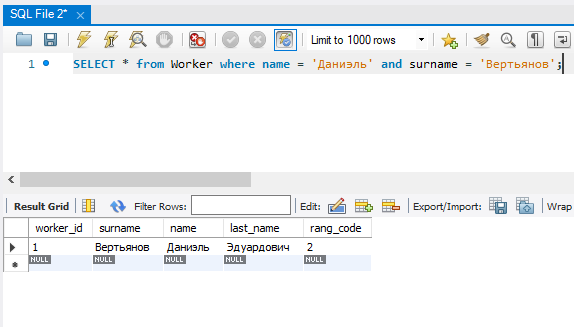 SQL File 2*
Limit to 1000 rows
1 SELECT * from Worker where name = 'Даниэль' and surname = 'Вертьянов';
Result Grid Filter Rows: Edit: Export/Import: Wrap
worker_id surname name last_name rang_code
1 Вертьянов Даниэль Эдуардович 2
NULL NULL NULL NULL NULL